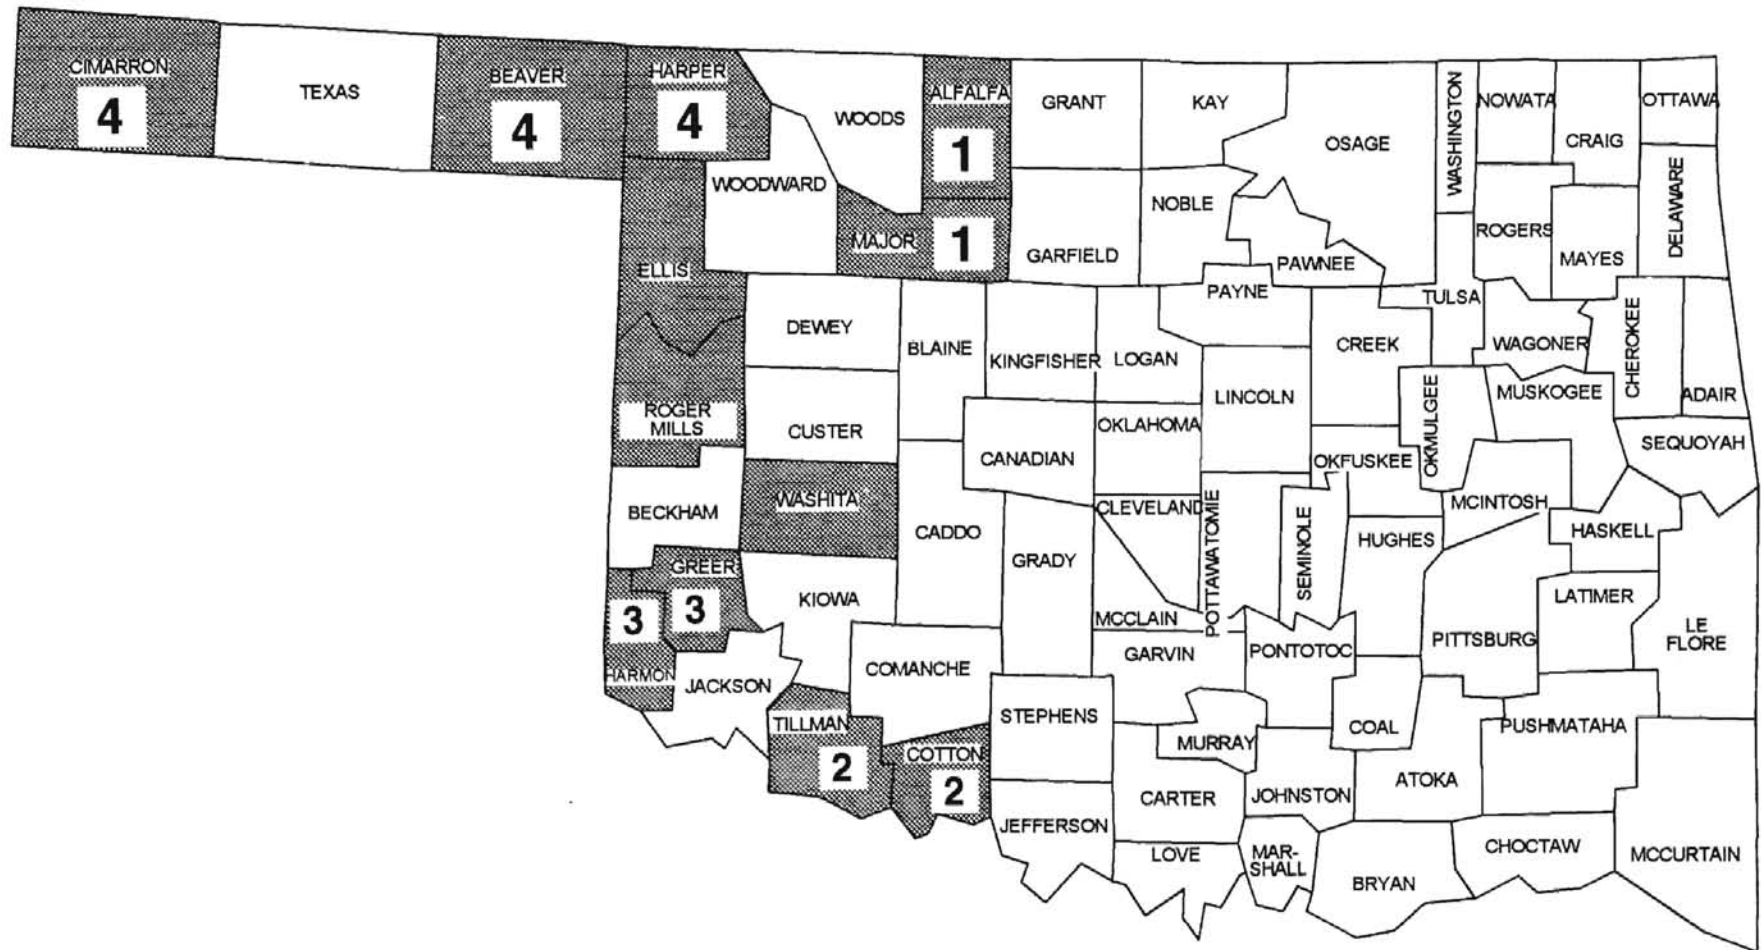 CIMARRON
4
TEXAS
BEAVER
4
HARPER
4
WOODS
ALFALFA
1
GRANT
KAY
OSAGE
WASHINGTON
NOWATA
CRAIG
OTTAWA
DELAWARE
WOODWARD
MAJOR
1
GARFIELD
NOBLE
PAWNEE
ROGERS
MAYES
ELLIS
DEWEY
BLAINE
KINGFISHER
LOGAN
PAYNE
CREEK
TULSA
WAGONER
CHEROKEE
ADAIR
ROGER
MILLS
CUSTER
CANADIAN
OKLAHOMA
LINCOLN
OKFUSKEE
OKMULGEE
MUSKOGEE
SEQUOYAH
BECKHAM
WASHITA
CADDO
GRADY
CLEVELAND
POTTAWATOMIE
SEMINOLE
HUGHES
MCINTOSH
HASKELL
GREER
3
3
HARMON
KIOWA
COMANCHE
MCCLAIN
GARVIN
PONTOTOC
PITTSBURG
LATIMER
LE
FLORE
JACKSON
TILLMAN
2
COTTON
2
STEPHENS
MURRAY
COAL
PUSHMATAHA
JEFFERSON
CARTER
JOHNSTON
ATOKA
LOVE
MAR-
SHALL
BRYAN
CHOCTAW
MCCURTAIN